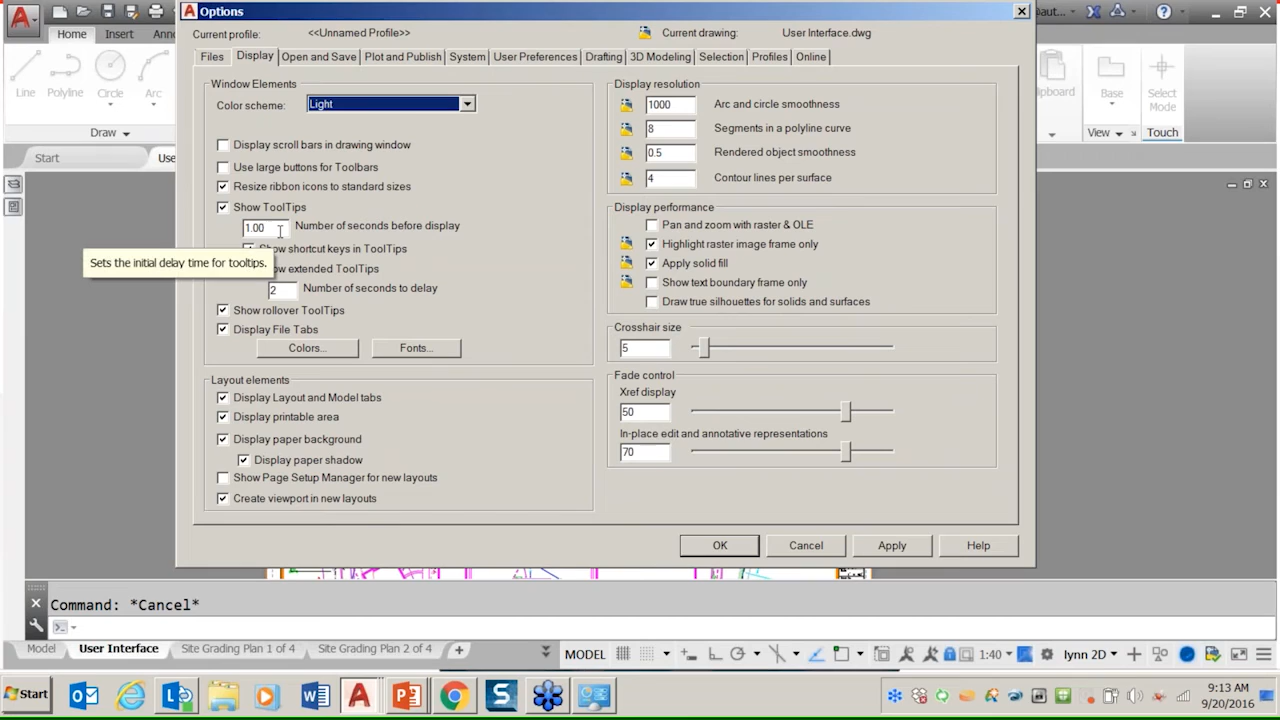 Options
@aut...
Home
Insert
Ann
Line
Polyline
Circle
Arc
Draw
ipboard
Base
Select
Mode
View
Touch
Start
Use
Current profile:
<<Unnamed Profile>>
Current drawing:
User Interface.dwg
Files
Display
Open and Save
Plot and Publish
System
User Preferences
Drafting
3D Modeling
Selection
Profiles
Online
Window Elements
Color scheme:
Light
Display scroll bars in drawing window
Use large buttons for Toolbars
Resize ribbon icons to standard sizes
Show ToolTips
1.00
Number of seconds before display
Show shortcut keys in ToolTips
Sets the initial delay time for tooltips.
ow extended ToolTips
2
Number of seconds to delay
Show rollover ToolTips
Display File Tabs
Colors...
Fonts...
Layout elements
Display Layout and Model tabs
Display printable area
Display paper background
Display paper shadow
Show Page Setup Manager for new layouts
Create viewport in new layouts
Display resolution
1000
Arc and circle smoothness
8
Segments in a polyline curve
0.5
Rendered object smoothness
4
Contour lines per surface
Display performance
Pan and zoom with raster & OLE
Highlight raster image frame only
Apply solid fill
Show text boundary frame only
Draw true silhouettes for solids and surfaces
Crosshair size
5
Fade control
Xref display
50
In-place edit and annotative representations
70
OK
Cancel
Apply
Help
Command: *Cancel*
Model
User Interface
Site Grading Plan 1 of 4
Site Grading Plan 2 of 4
MODEL
1:40
lynn 2D
Start
9:13 AM
9/20/2016